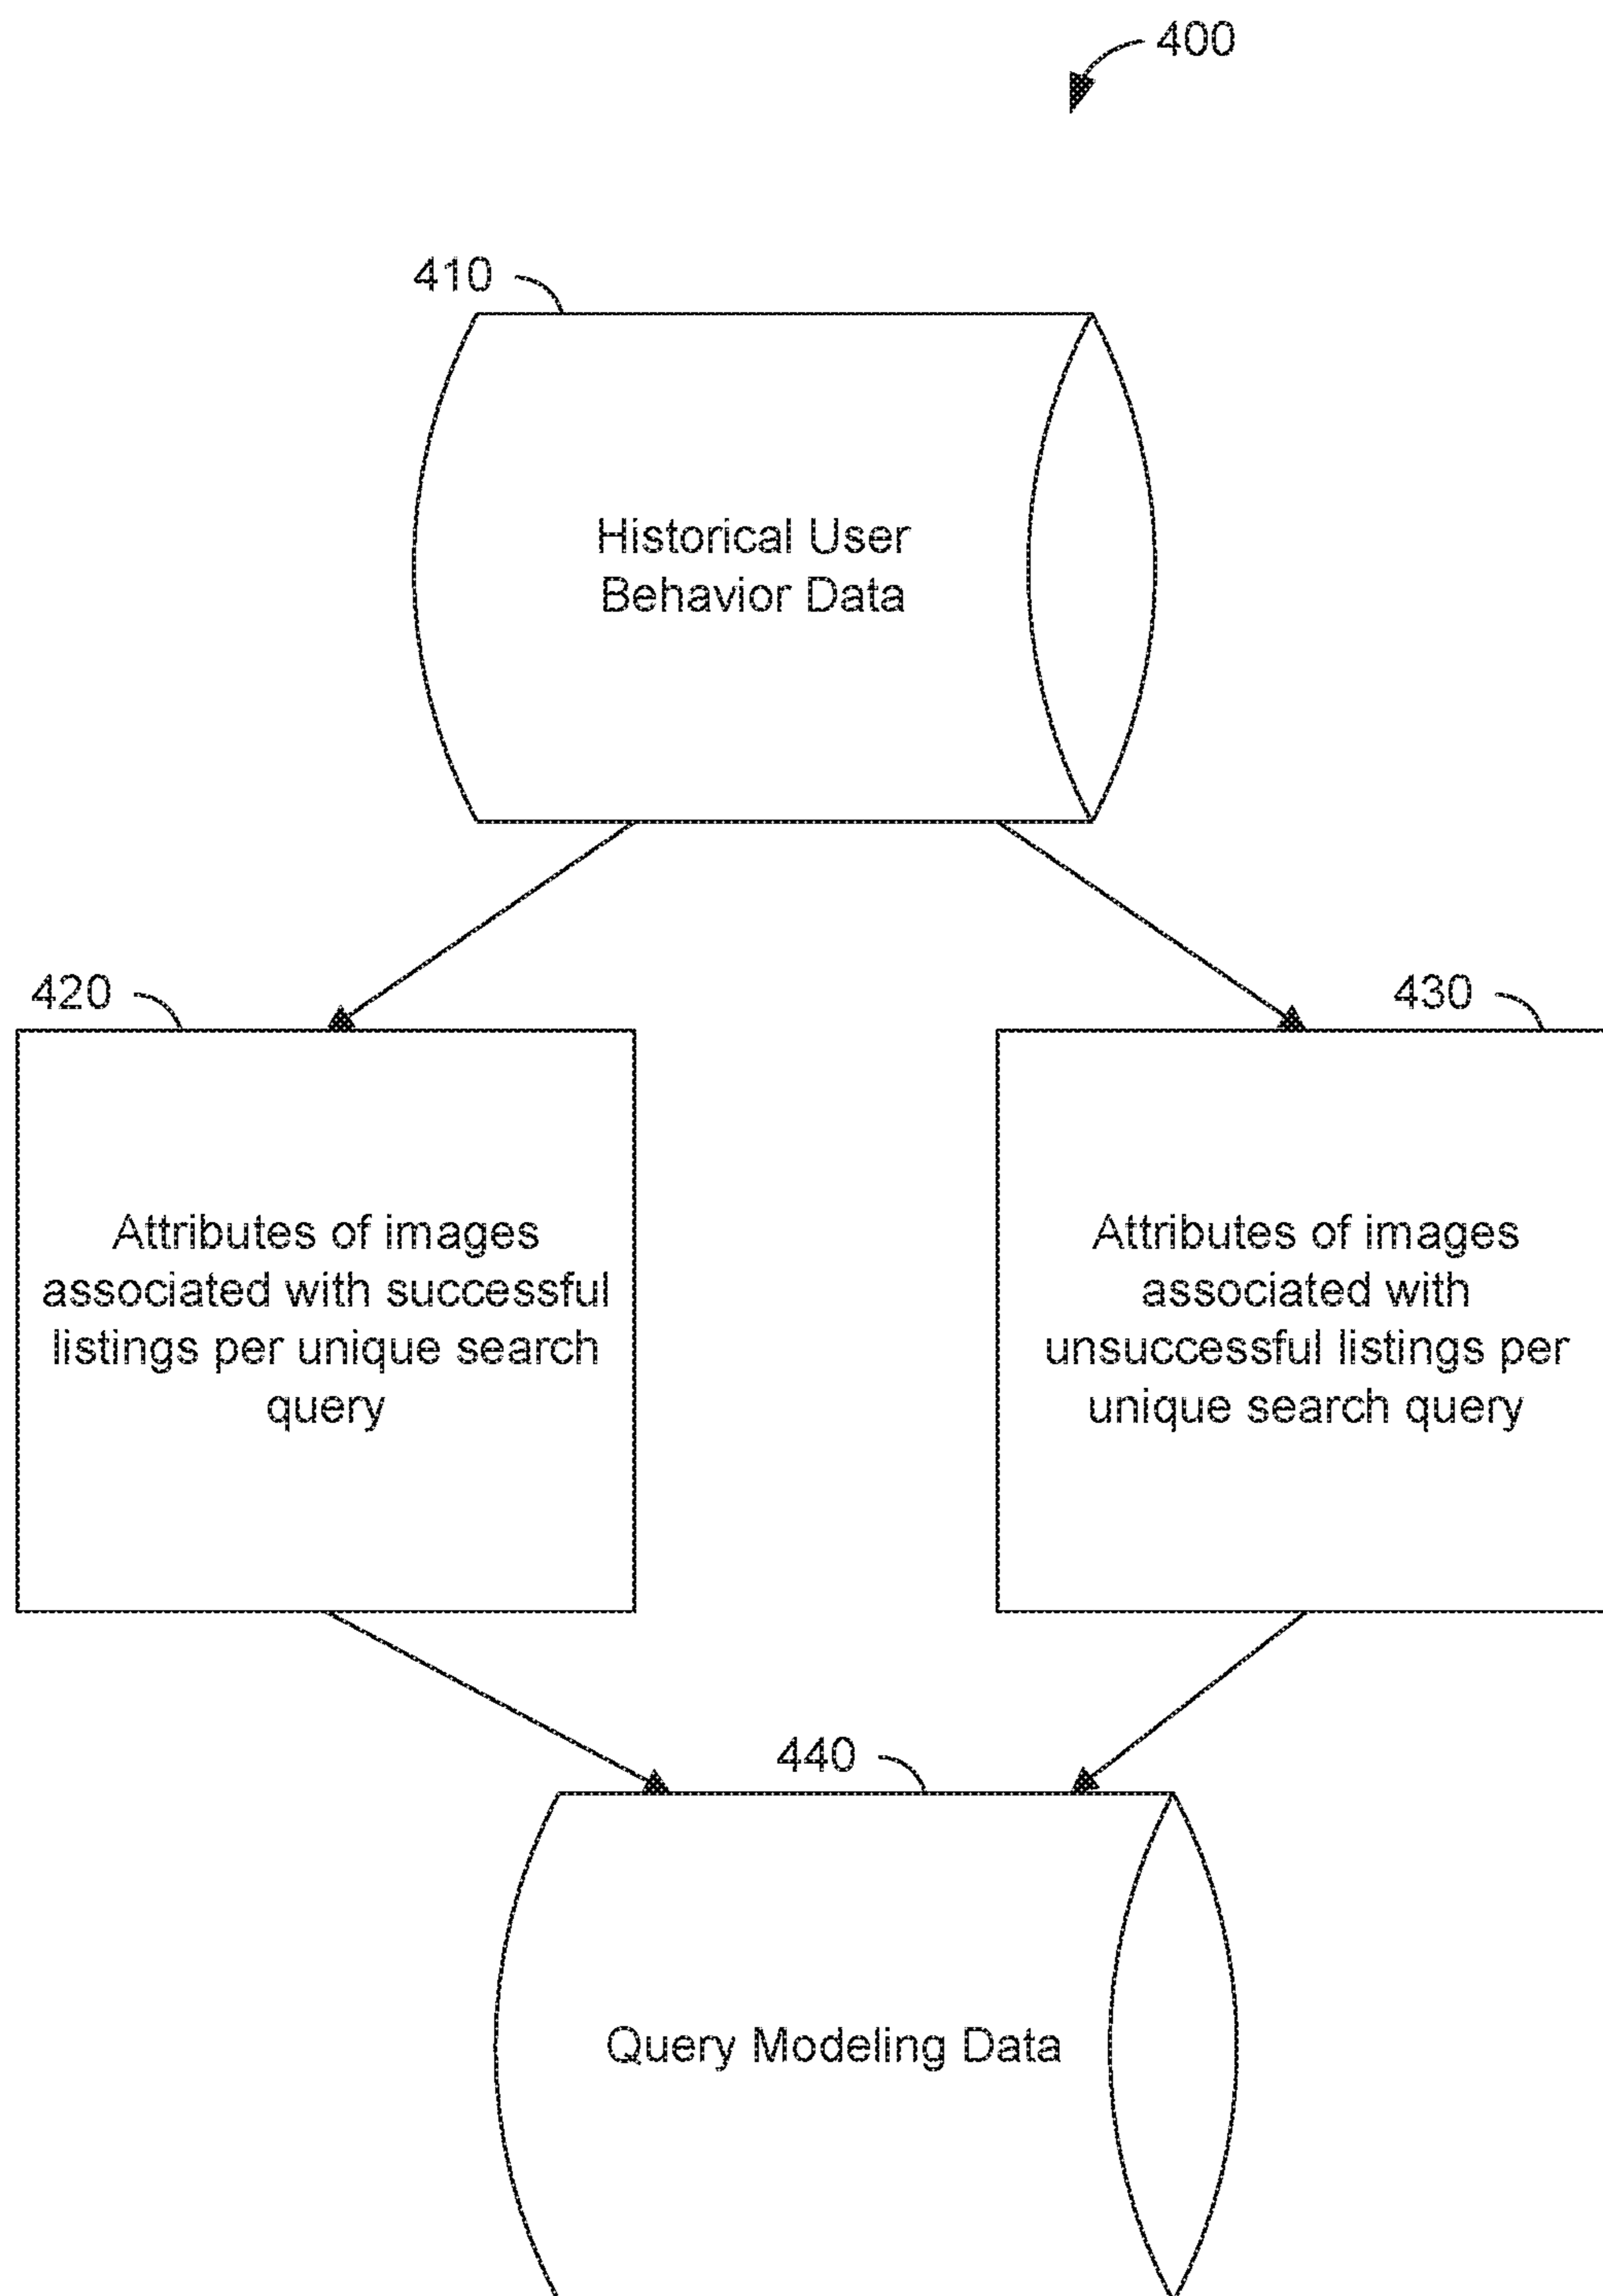 400
410
Historical User
Behavior Data
420
430
Attributes of images
associated with successful
listings per unique search
query
Attributes of images
associated with
unsuccessful listings per
unique search query
440
Query Modeling Data